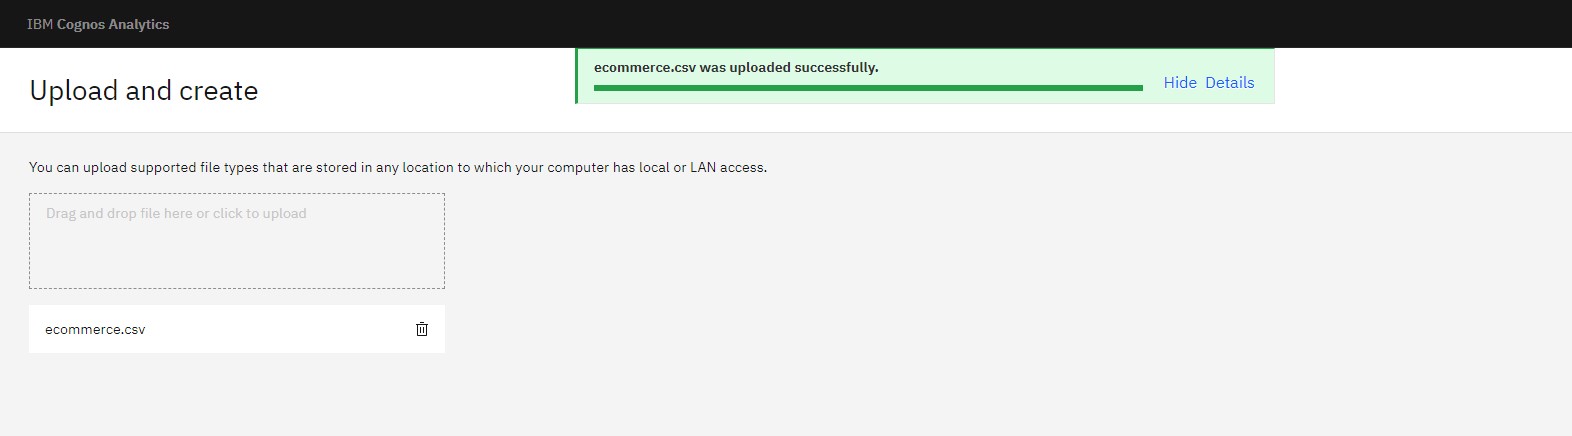 IBM Cognos Analytics
ecommerce.csv was uploaded successfully.
Hide Details
Upload and create
You can upload supported file types that are stored in any location to which your computer has local or LAN access.
Drag and drop file here or click to upload
ecommerce.csv